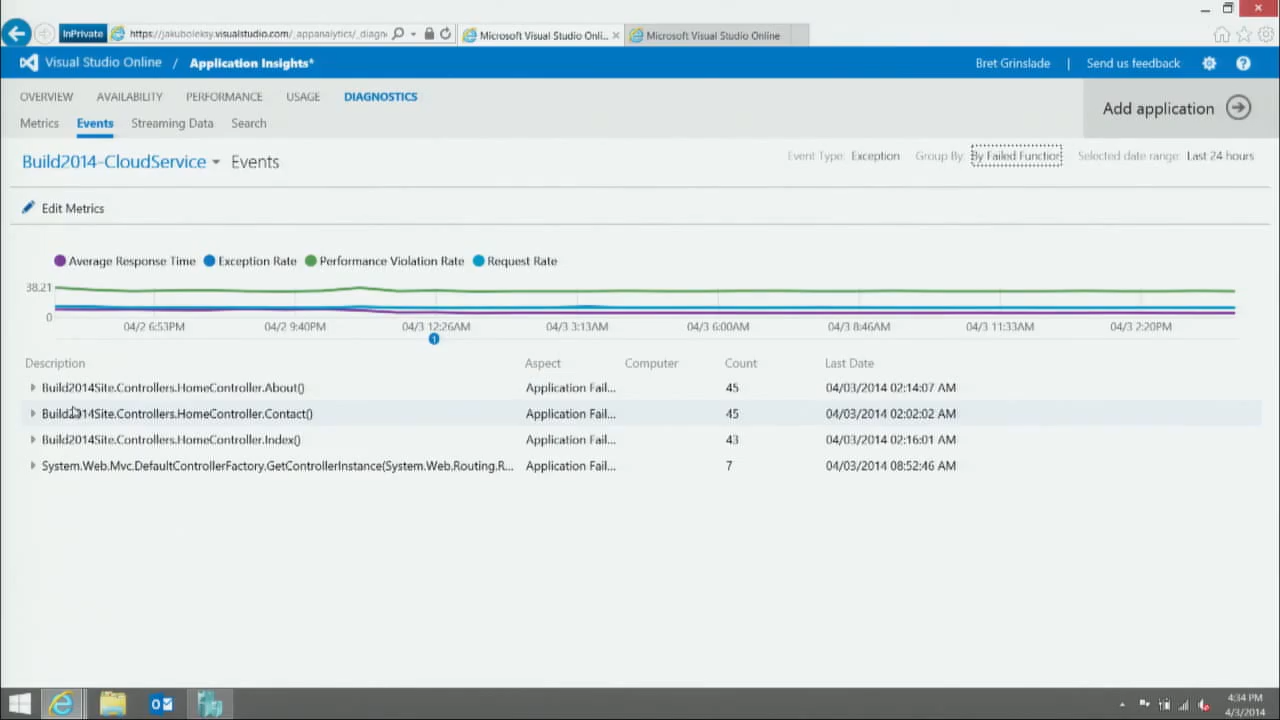 InPrivate https://jakuboleksy.visualstudio.com/_appanalytics/_diagn Microsoft Visual Studio Onli... × Microsoft Visual Studio Online
Visual Studio Online / Application Insights* Bret Grinslade | Send us feedback ?
OVERVIEW AVAILABILITY PERFORMANCE USAGE DIAGNOSTICS
Add application
Metrics Events Streaming Data Search
Build2014-CloudService Events Event Type: Exception Group By: By Failed Function Selected date range: Last 24 hours
Edit Metrics
Average Response Time Exception Rate Performance Violation Rate Request Rate
38.21
0
04/2 6:53PM 04/2 9:40PM 04/3 12:26AM 04/3 3:13AM 04/3 6:00AM 04/3 8:46AM 04/3 11:33AM 04/3 2:20PM
1
Description Aspect Computer Count Last Date
Build2014Site.Controllers.HomeController.About() Application Fail... 45 04/03/2014 02:14:07 AM
Build2014Site.Controllers.HomeController.Contact() Application Fail... 45 04/03/2014 02:02:02 AM
Build2014Site.Controllers.HomeController.Index() Application Fail... 43 04/03/2014 02:16:01 AM
System.Web.Mvc.DefaultControllerFactory.GetControllerInstance(System.Web.Routing.R... Application Fail... 7 04/03/2014 08:52:46 AM
4:34 PM
4/3/2014